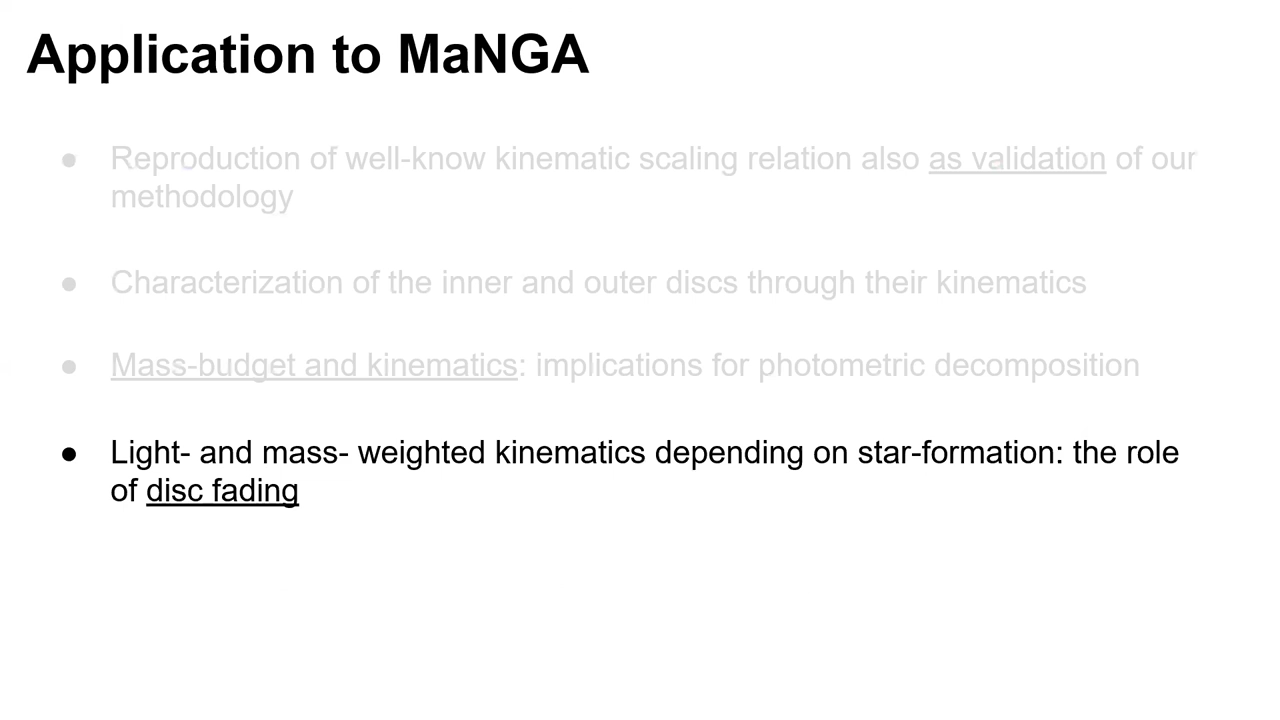 Application to MaNGA
● Reproduction of well-know kinematic scaling relation also as validation of our
methodology
● Characterization of the inner and outer discs through their kinematics
● Mass-budget and kinematics: implications for photometric decomposition
● Light- and mass- weighted kinematics depending on star-formation: the role
of disc fading